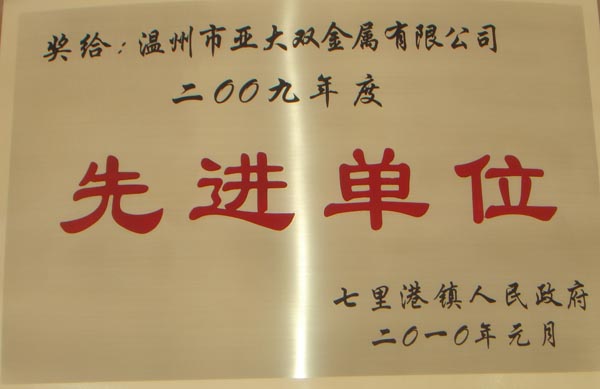 奖给：温州市亚大双金属有限公司
二00九年度
先进单位
七里港镇人民政府
二0一0年元月